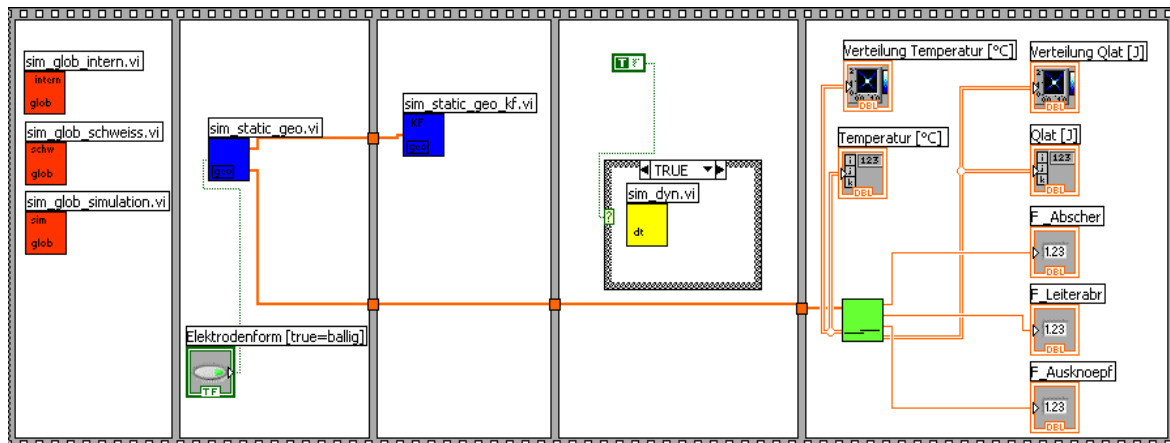 sim_glob_intern.vi
intern
glob
sim_glob_schweiss.vi
schw
glob
sim_glob_simulation.vi
sim
glob
sim_static_geo.vi
geo
Elektrodenform [true=ballig]
TF
sim_static_geo_kf.vi
KF
geo
T
TRUE
sim_dyn.vi
?
dt
Verteilung Temperatur [°C]
DBL
Temperatur [°C]
i
j
k
123
DBL
Verteilung Qlat [J]
DBL
Qlat [J]
i
j
k
123
DBL
F_Abscher
1.23
DBL
F_Leiterabr
1.23
DBL
F_Ausknoepf
1.23
DBL